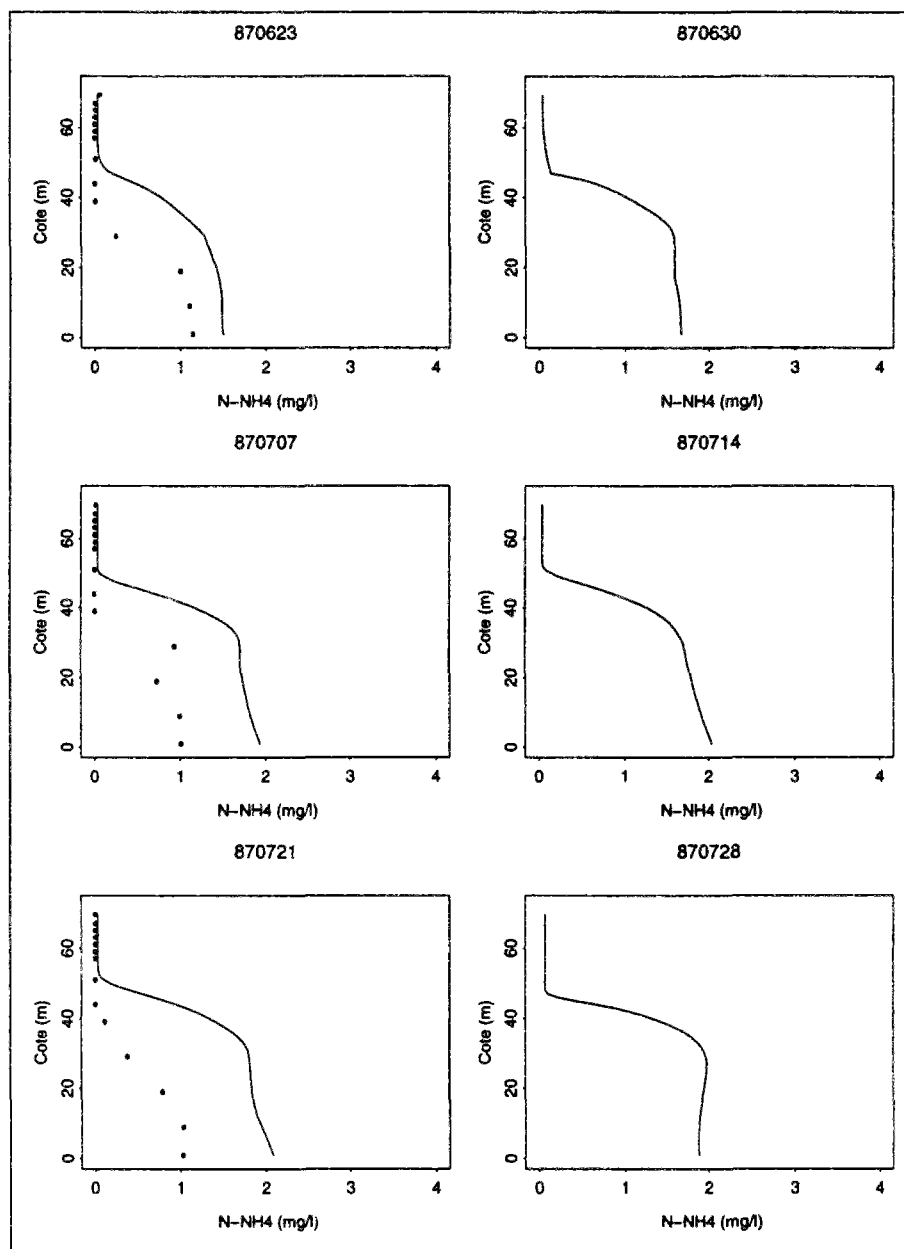 870623
870630
60
40
20
0
Cote (m)
0 1 2 3 4
N-NH4 (mg/l)
60
40
20
0
Cote (m)
0 1 2 3 4
N-NH4 (mg/l)
870707
870714
60
40
20
0
Cote (m)
0 1 2 3 4
N-NH4 (mg/l)
60
40
20
0
Cote (m)
0 1 2 3 4
N-NH4 (mg/l)
870721
870728
60
40
20
0
Cote (m)
0 1 2 3 4
N-NH4 (mg/l)
60
40
20
0
Cote (m)
0 1 2 3 4
N-NH4 (mg/l)